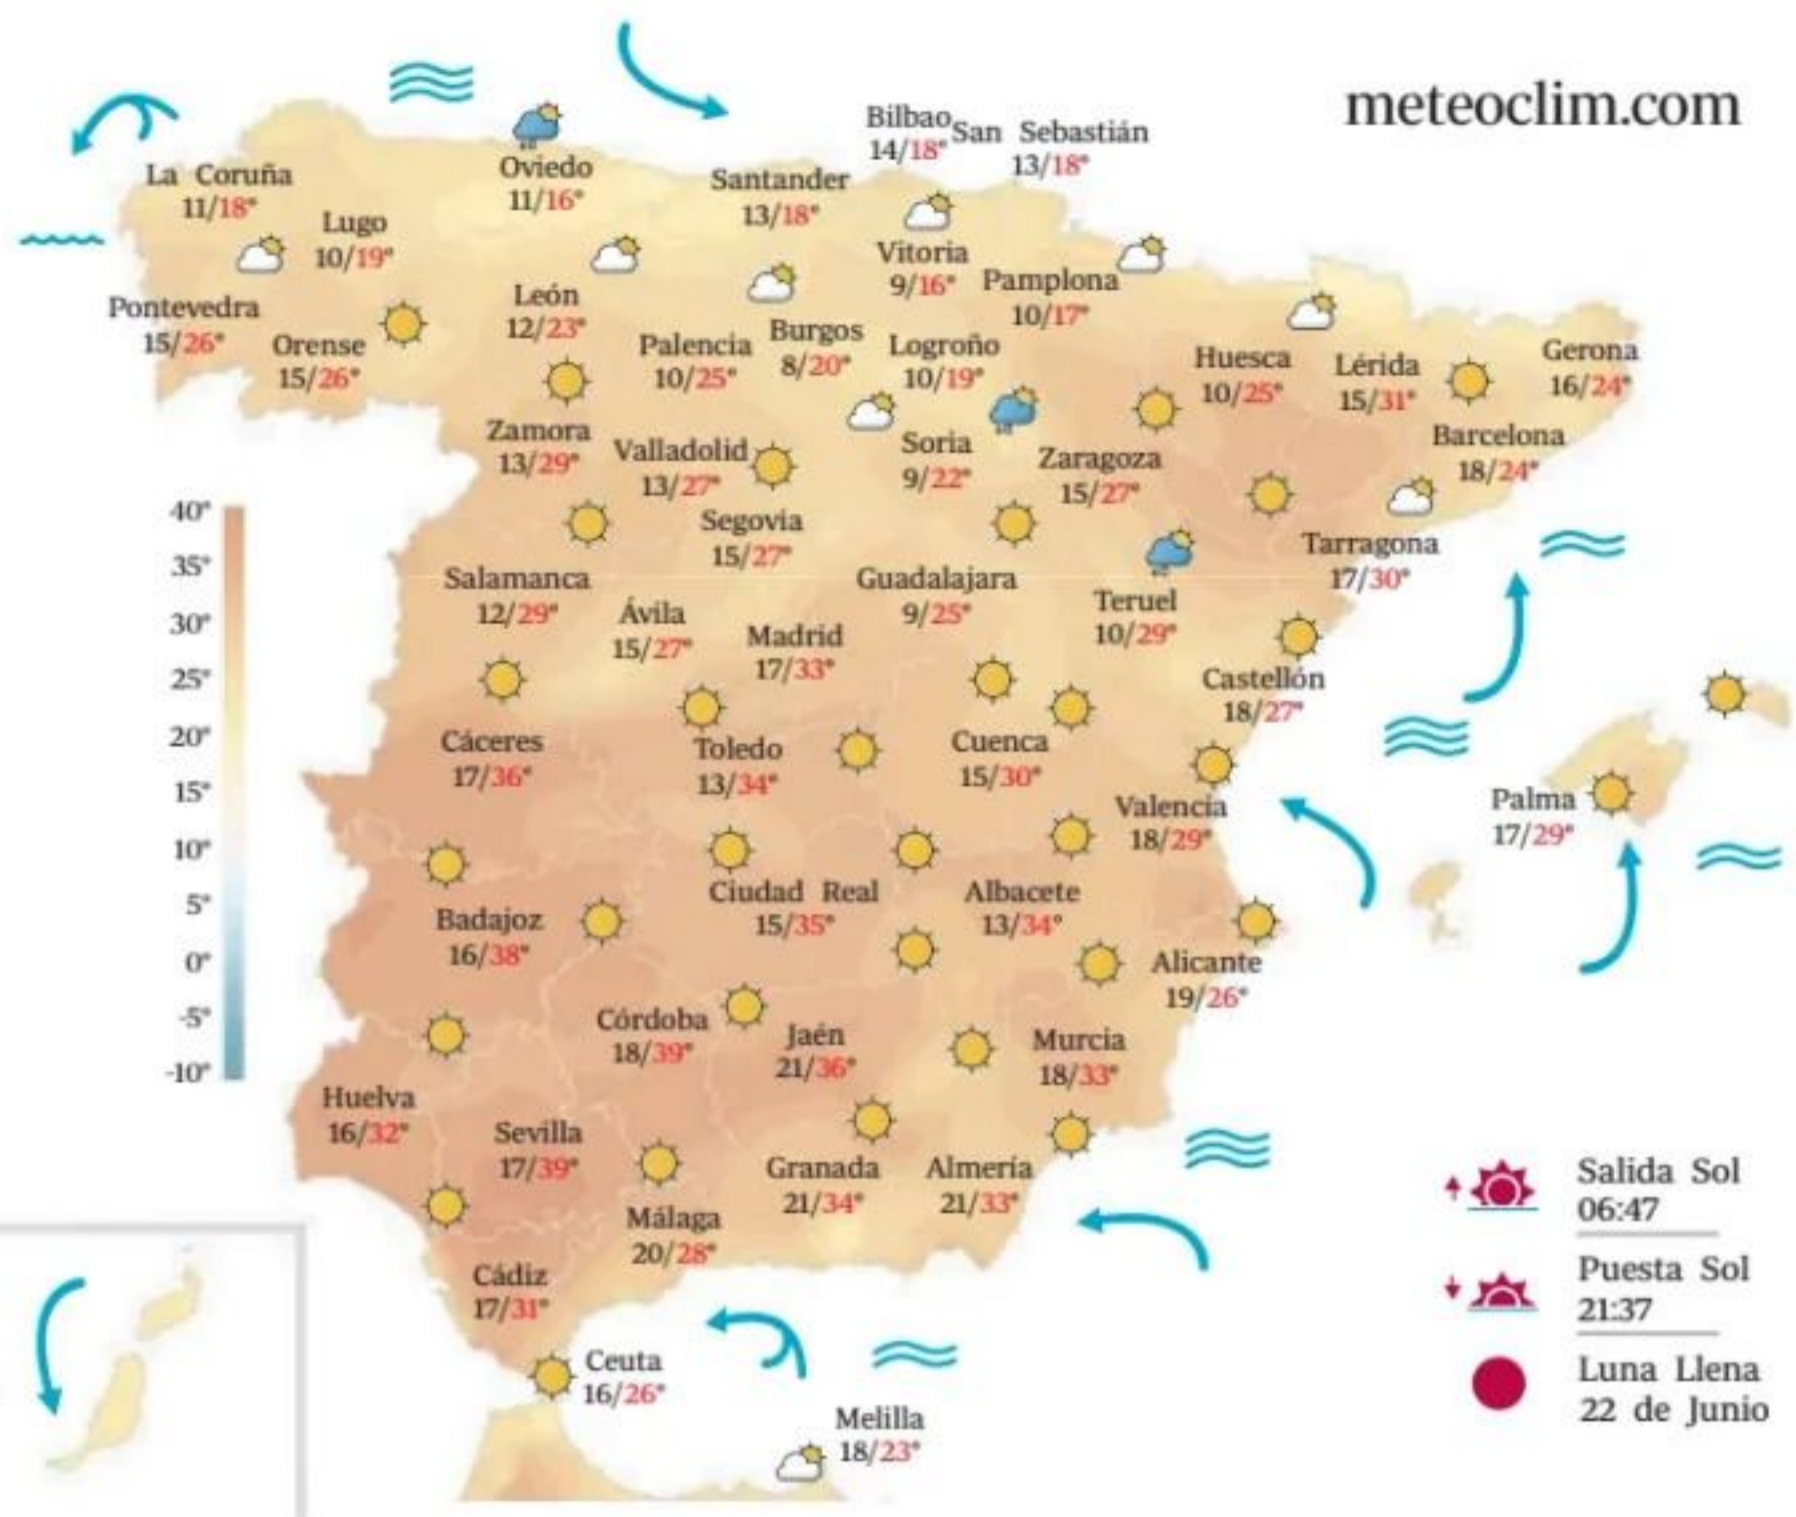 meteoclim.com
Bilbao
14/18°
San Sebastián
13/18°
La Coruña
11/18°
Oviedo
11/16°
Santander
13/18°
Lugo
10/19°
Vitoria
9/16°
Pamplona
10/17°
Pontevedra
15/26°
Orense
15/26°
León
12/23°
Palencia
10/25°
Burgos
8/20°
Logroño
10/19°
Huesca
10/25°
Lérida
15/31°
Gerona
16/24°
Zamora
13/29°
Valladolid
13/27°
Soria
9/22°
Zaragoza
15/27°
Barcelona
18/24°
Segovia
15/27°
Tarragona
17/30°
Salamanca
12/29°
Ávila
15/27°
Madrid
17/33°
Guadalajara
9/25°
Teruel
10/29°
Castellón
18/27°
Cáceres
17/36°
Toledo
13/34°
Cuenca
15/30°
Valencia
18/29°
Palma
17/29°
Badajoz
16/38°
Ciudad Real
15/35°
Albacete
13/34°
Alicante
19/26°
Córdoba
18/39°
Jaén
21/36°
Murcia
18/33°
Huelva
16/32°
Sevilla
17/39°
Granada
21/34°
Almería
21/33°
Málaga
20/28°
Cádiz
17/31°
Ceuta
16/26°
Melilla
18/23°
40°
35°
30°
25°
20°
15°
10°
5°
0°
-5°
-10°
Salida Sol
06:47
Puesta Sol
21:37
Luna Llena
22 de Junio